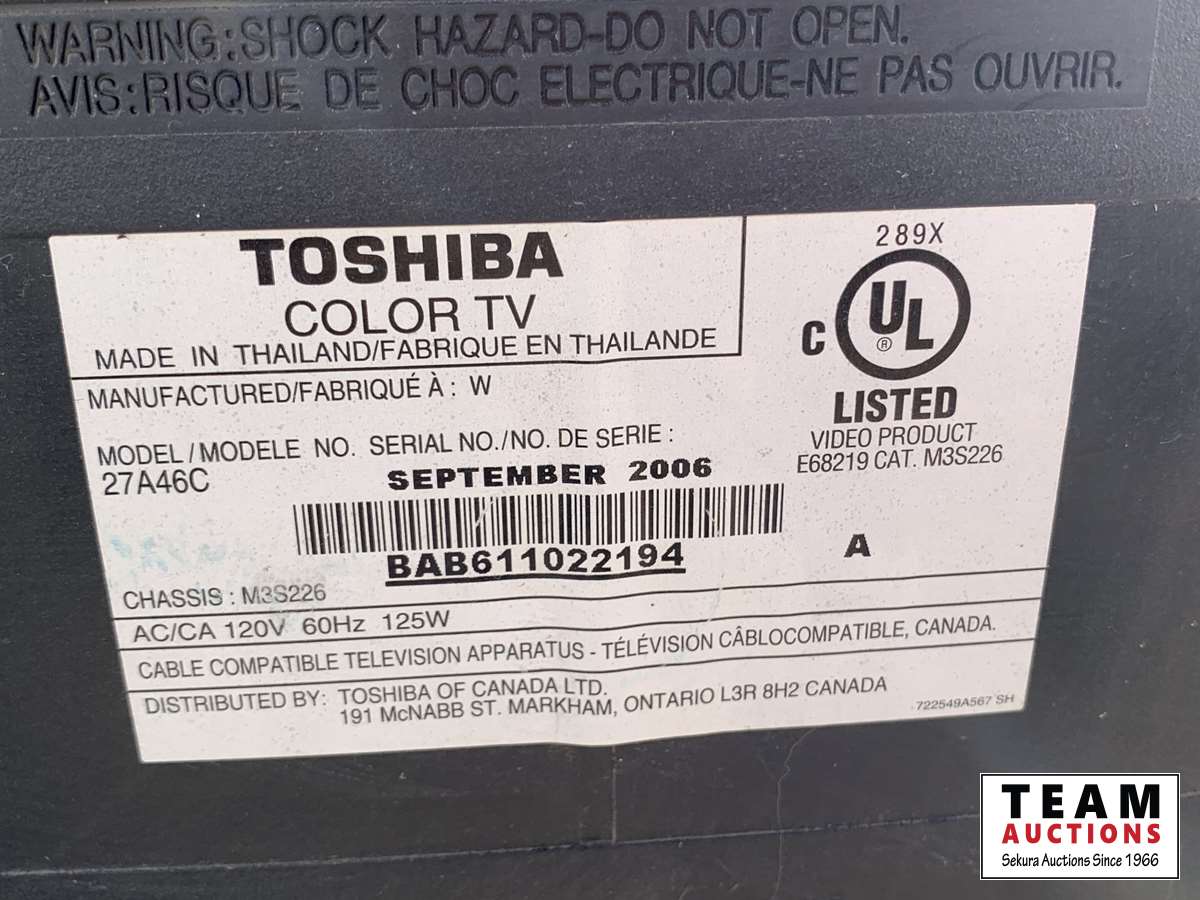 WARNING:SHOCK HAZARD-DO NOT OPEN.
AVIS:RISQUE DE CHOC ELECTRIQUE-NE PAS OUVRIR.
TOSHIBA
COLOR TV
MADE IN THAILAND/FABRIQUE EN THAILANDE
MANUFACTURED/FABRIQUÉ À : W
MODEL/MODELE NO. SERIAL NO./NO. DE SERIE :
27A46C
SEPTEMBER 2006
BAB611022194
CHASSIS : M3S226
289X
C UL ®
LISTED
VIDEO PRODUCT
E68219 CAT. M3S226
A
AC/CA 120V 60Hz 125W
CABLE COMPATIBLE TELEVISION APPARATUS - TÉLÉVISION CÂBLOCOMPATIBLE, CANADA.
DISTRIBUTED BY: TOSHIBA OF CANADA LTD.
191 McNABB ST. MARKHAM, ONTARIO L3R 8H2 CANADA
722549A567 SH
TEAM
AUCTIONS
Sekura Auctions Since 1966